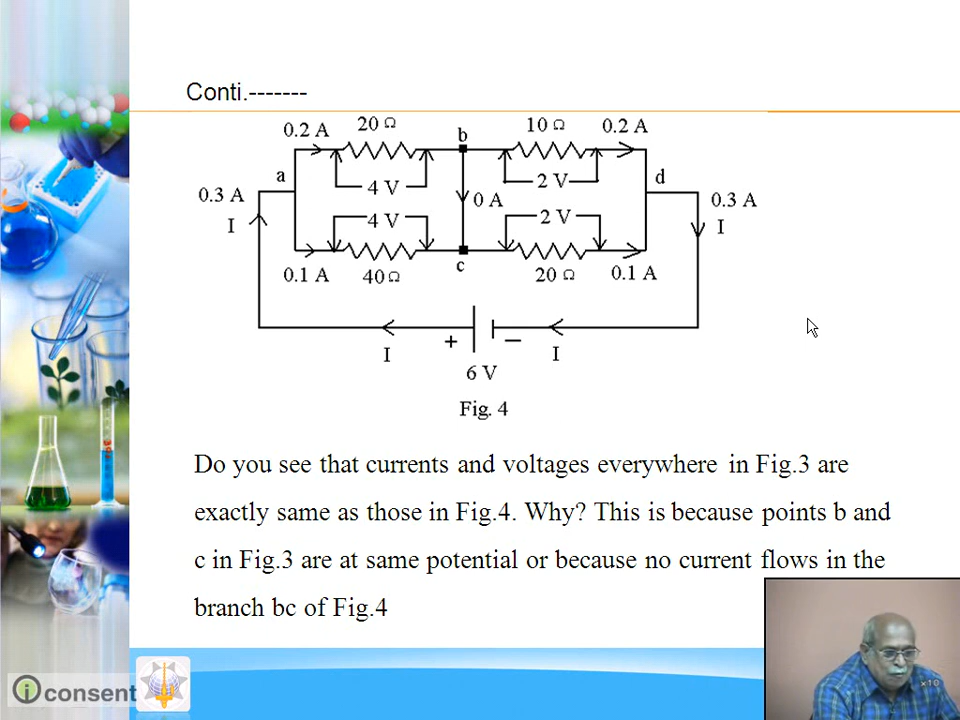 Conti.-------
0.2 A 20 Ω b 10 Ω 0.2 A
a 4 V 2 V d
0.3 A 0 A 0.3 A
I 4 V 2 V I
0.1 A 40 Ω c 20 Ω 0.1 A
I + − I
6 V
Fig. 4
Do you see that currents and voltages everywhere in Fig.3 are
exactly same as those in Fig.4. Why? This is because points b and
c in Fig.3 are at same potential or because no current flows in the
branch bc of Fig.4
i consent
x10